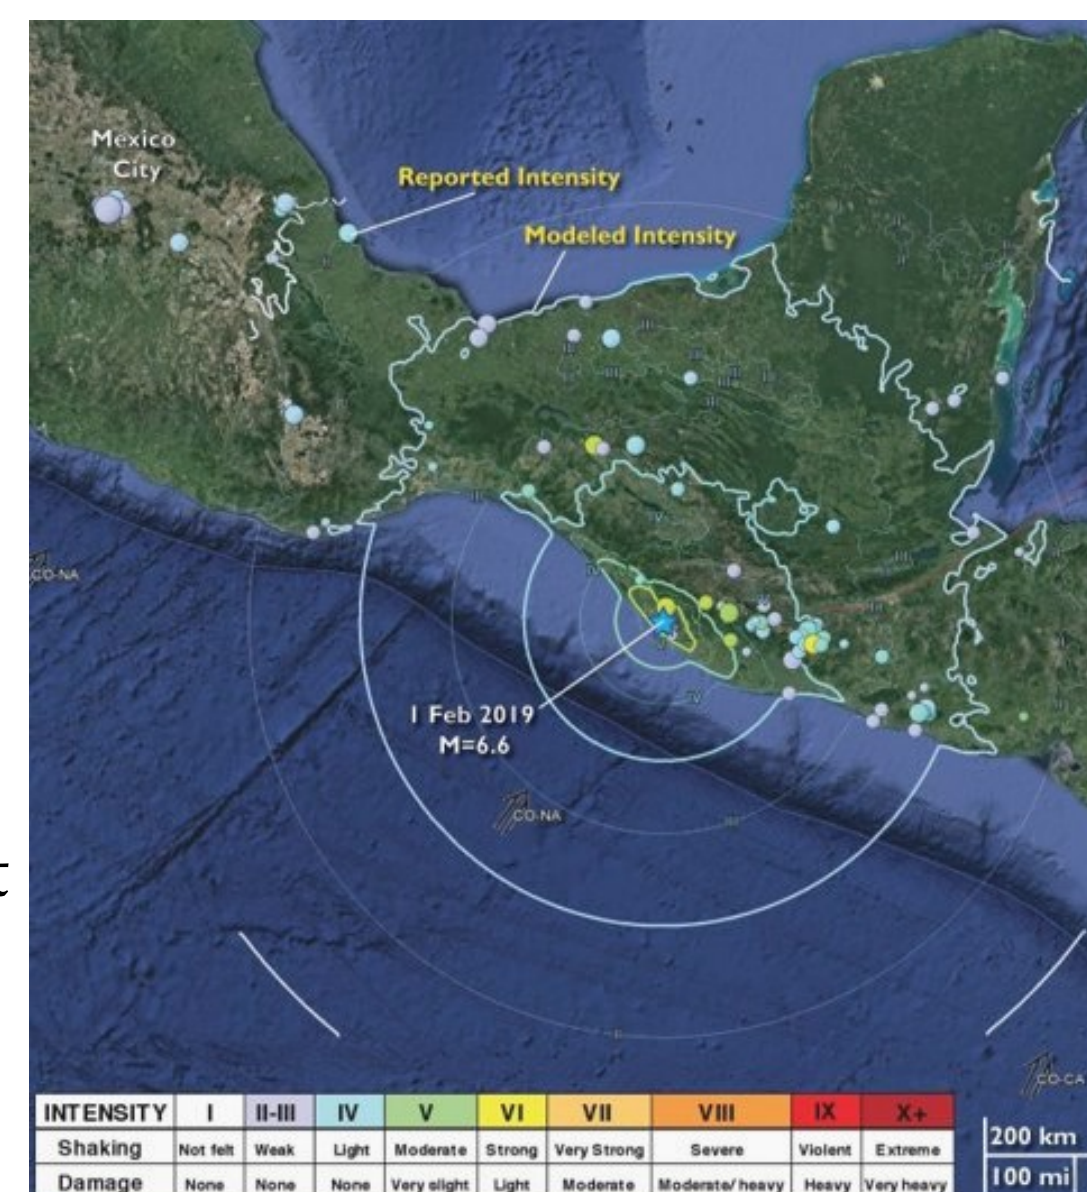 Mexico
City
Reported Intensity
Modeled Intensity
CO-NA
1 Feb 2019
M=6.6
CO-NA
CO-CA
INTENSITY I II-III IV V VI VII VIII IX X+
Shaking Not felt Weak Light Moderate Strong Very Strong Severe Violent Extreme
Damage None None None Very slight Light Moderate Moderate/heavy Heavy Very heavy
200 km
100 mi